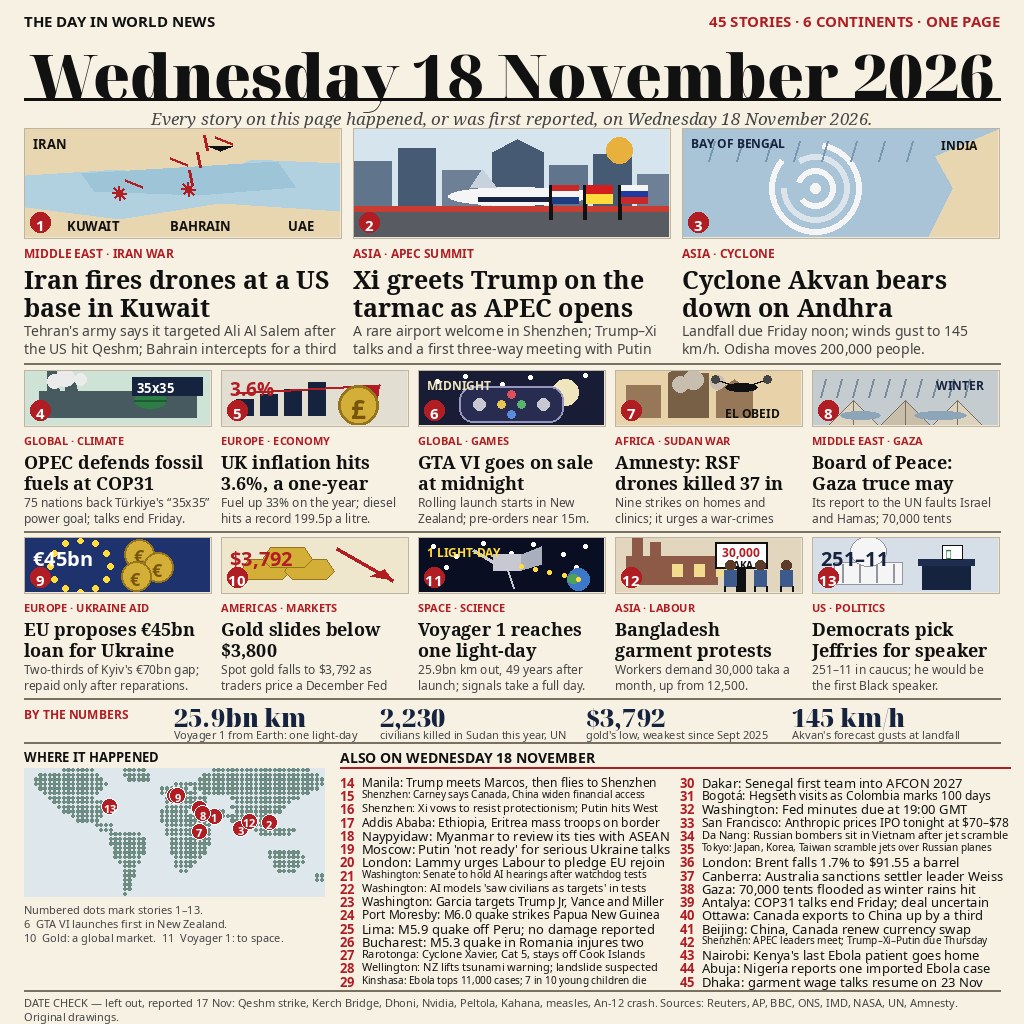 THE DAY IN WORLD NEWS
45 STORIES · 6 CONTINENTS · ONE PAGE
Wednesday 18 November 2026
Every story on this page happened, or was first reported, on Wednesday 18 November 2026.
IRAN
1 KUWAIT BAHRAIN UAE
2
BAY OF BENGAL INDIA
3
MIDDLE EAST · IRAN WAR
Iran fires drones at a US
base in Kuwait
Tehran's army says it targeted Ali Al Salem after
the US hit Qeshm; Bahrain intercepts for a third
ASIA · APEC SUMMIT
Xi greets Trump on the
tarmac as APEC opens
A rare airport welcome in Shenzhen; Trump–Xi
talks and a first three-way meeting with Putin
ASIA · CYCLONE
Cyclone Akvan bears
down on Andhra
Landfall due Friday noon; winds gust to 145
km/h. Odisha moves 200,000 people.
35x35
4
GLOBAL · CLIMATE
OPEC defends fossil
fuels at COP31
75 nations back Türkiye's “35x35”
power goal; talks end Friday.
3.6%
£
5
EUROPE · ECONOMY
UK inflation hits
3.6%, a one-year
Fuel up 33% on the year; diesel
hits a record 199.5p a litre.
MIDNIGHT
6
GLOBAL · GAMES
GTA VI goes on sale
at midnight
Rolling launch starts in New
Zealand; pre-orders near 15m.
7
EL OBEID
AFRICA · SUDAN WAR
Amnesty: RSF
drones killed 37 in
Nine strikes on homes and
clinics; it urges a war-crimes
WINTER
8
MIDDLE EAST · GAZA
Board of Peace:
Gaza truce may
Its report to the UN faults Israel
and Hamas; 70,000 tents
€45bn
€ € €
9
EUROPE · UKRAINE AID
EU proposes €45bn
loan for Ukraine
Two-thirds of Kyiv's €70bn gap;
repaid only after reparations.
$3,792
10
AMERICAS · MARKETS
Gold slides below
$3,800
Spot gold falls to $3,792 as
traders price a December Fed
1 LIGHT-DAY
11
SPACE · SCIENCE
Voyager 1 reaches
one light-day
25.9bn km out, 49 years after
launch; signals take a full day.
30,000
TAKA
12
ASIA · LABOUR
Bangladesh
garment protests
Workers demand 30,000 taka a
month, up from 12,500.
251–11
13
US · POLITICS
Democrats pick
Jeffries for speaker
251–11 in caucus; he would be
the first Black speaker.
BY THE NUMBERS
25.9bn km
Voyager 1 from Earth: one light-day
2,230
civilians killed in Sudan this year, UN
$3,792
gold's low, weakest since Sept 2025
145 km/h
Akvan's forecast gusts at landfall
WHERE IT HAPPENED
13
9
8
1
7
3
12
2
Numbered dots mark stories 1–13.
6 GTA VI launches first in New Zealand.
10 Gold: a global market. 11 Voyager 1: to space.
ALSO ON WEDNESDAY 18 NOVEMBER
14 Manila: Trump meets Marcos, then flies to Shenzhen
15 Shenzhen: Carney says Canada, China widen financial access
16 Shenzhen: Xi vows to resist protectionism; Putin hits West
17 Addis Ababa: Ethiopia, Eritrea mass troops on border
18 Naypyidaw: Myanmar to review its ties with ASEAN
19 Moscow: Putin 'not ready' for serious Ukraine talks
20 London: Lammy urges Labour to pledge EU rejoin
21 Washington: Senate to hold AI hearings after watchdog tests
22 Washington: AI models 'saw civilians as targets' in tests
23 Washington: Garcia targets Trump Jr, Vance and Miller
24 Port Moresby: M6.0 quake strikes Papua New Guinea
25 Lima: M5.9 quake off Peru; no damage reported
26 Bucharest: M5.3 quake in Romania injures two
27 Rarotonga: Cyclone Xavier, Cat 5, stays off Cook Islands
28 Wellington: NZ lifts tsunami warning; landslide suspected
29 Kinshasa: Ebola tops 11,000 cases; 7 in 10 young children die
30 Dakar: Senegal first team into AFCON 2027
31 Bogotá: Hegseth visits as Colombia marks 100 days
32 Washington: Fed minutes due at 19:00 GMT
33 San Francisco: Anthropic prices IPO tonight at $70–$78
34 Da Nang: Russian bombers sit in Vietnam after jet scramble
35 Tokyo: Japan, Korea, Taiwan scramble jets over Russian planes
36 London: Brent falls 1.7% to $91.55 a barrel
37 Canberra: Australia sanctions settler leader Weiss
38 Gaza: 70,000 tents flooded as winter rains hit
39 Antalya: COP31 talks end Friday; deal uncertain
40 Ottawa: Canada exports to China up by a third
41 Beijing: China, Canada renew currency swap
42 Shenzhen: APEC leaders meet; Trump–Xi–Putin due Thursday
43 Nairobi: Kenya's last Ebola patient goes home
44 Abuja: Nigeria reports one imported Ebola case
45 Dhaka: garment wage talks resume on 23 Nov
DATE CHECK — left out, reported 17 Nov: Qeshm strike, Kerch Bridge, Dhoni, Nvidia, Peltola, Kahana, measles, An-12 crash. Sources: Reuters, AP, BBC, ONS, IMD, NASA, UN, Amnesty.
Original drawings.